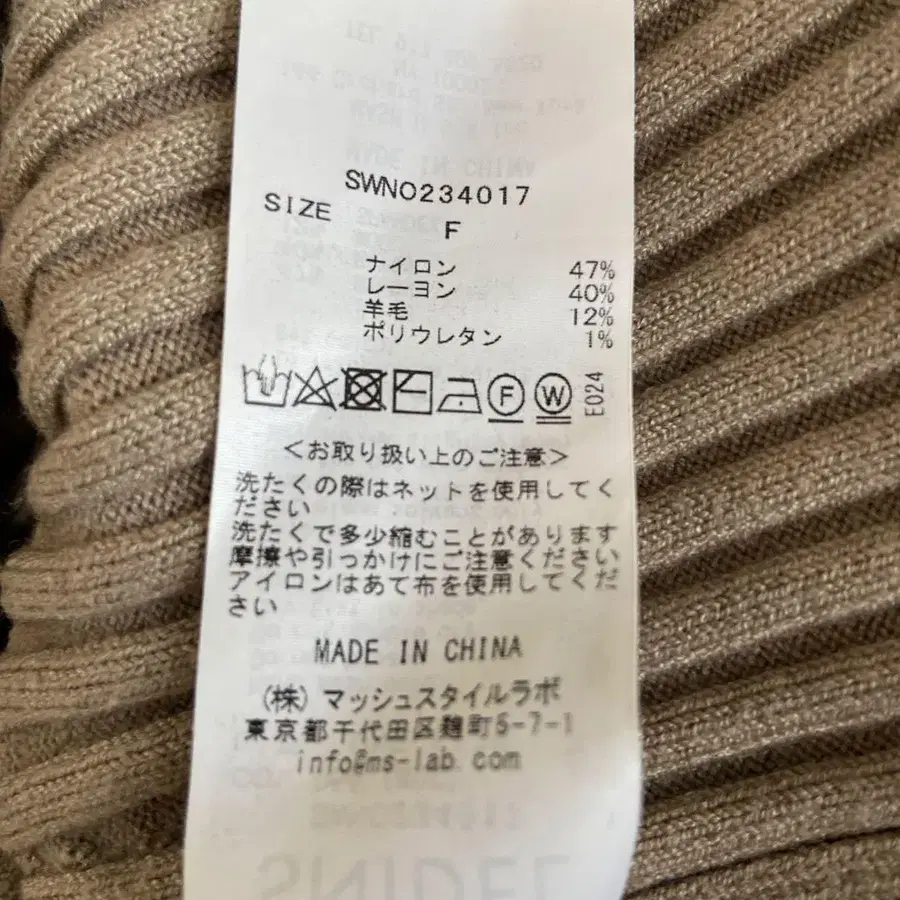 SWNO234017
SIZE
F
ナイロン 47%
レーヨン 40%
羊毛 12%
ポリウレタン 1%
F W E024
<お取り扱い上のご注意>
洗たくの際はネットを使用してく
ださい
洗たくで多少縮むことがあります
摩擦や引っかけにご注意ください
アイロンはあて布を使用してくだ
さい
MADE IN CHINA
(株) マッシュスタイルラボ
東京都千代田区麹町5-7-1
info@ms-lab.com
SNIDEL